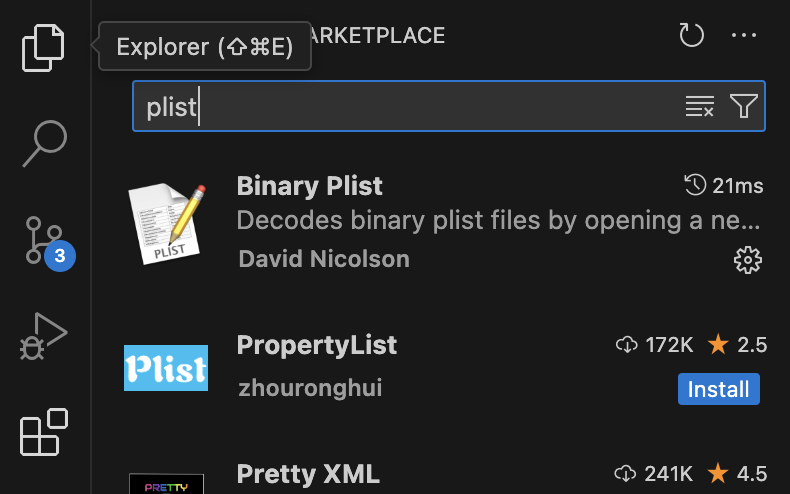 Explorer (⇧⌘E)
ARKETPLACE
plist
Binary Plist
21ms
Decodes binary plist files by opening a ne...
PLIST
David Nicolson
3
PropertyList
172K
2.5
Plist
zhouronghui
Install
Pretty XML
241K
4.5
PRETTY